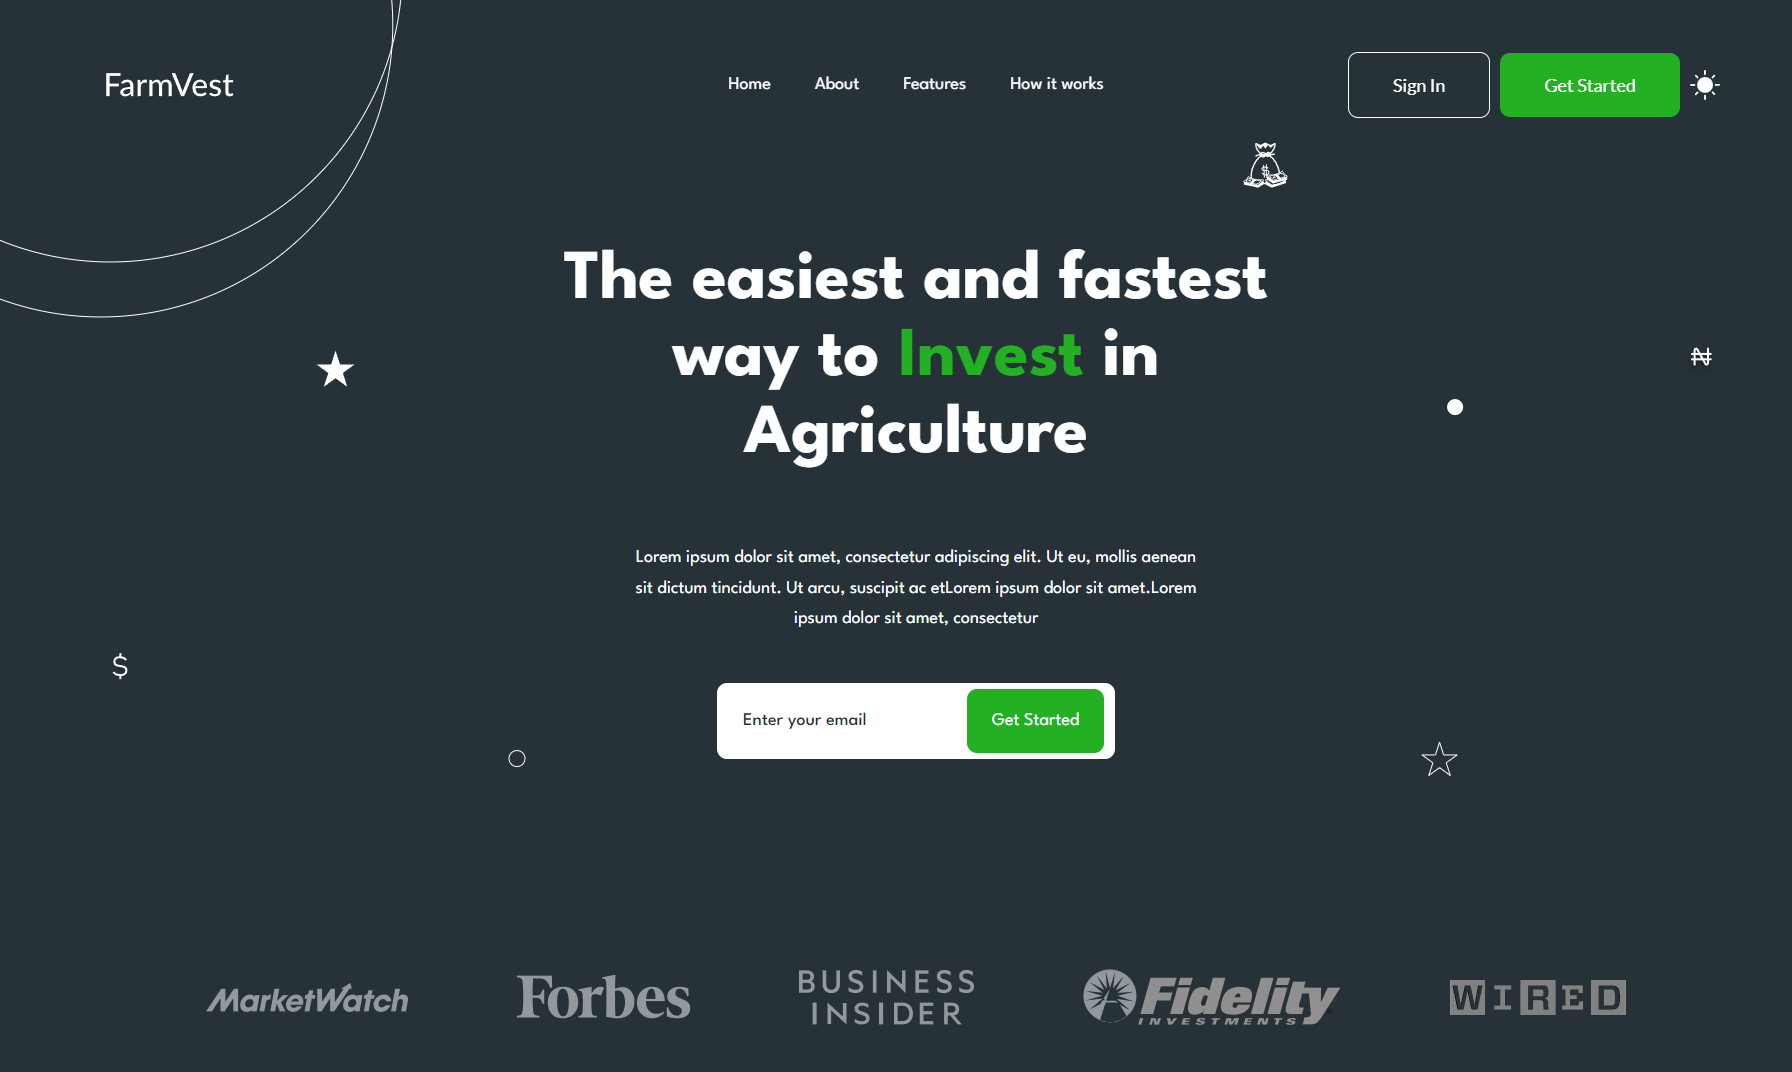 FarmVest
Home About Features How it works
Sign In
Get Started
$
The easiest and fastest
way to Invest in
Agriculture
₦
Lorem ipsum dolor sit amet, consectetur adipiscing elit. Ut eu, mollis aenean
sit dictum tincidunt. Ut arcu, suscipit ac etLorem ipsum dolor sit amet.Lorem
ipsum dolor sit amet, consectetur
$
Enter your email
Get Started
MarketWatch
Forbes
BUSINESS
INSIDER
Fidelity
INVESTMENTS
WIRED